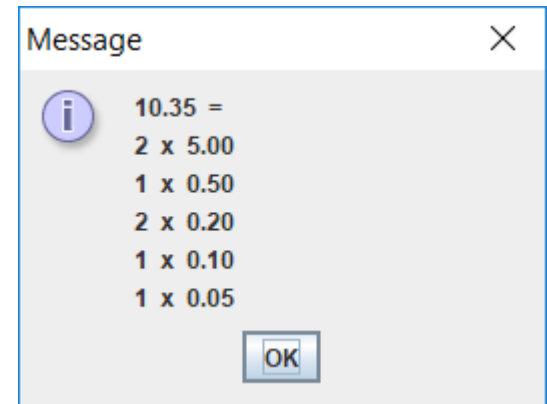 Message
10.35 =
2 x 5.00
1 x 0.50
2 x 0.20
1 x 0.10
1 x 0.05
OK